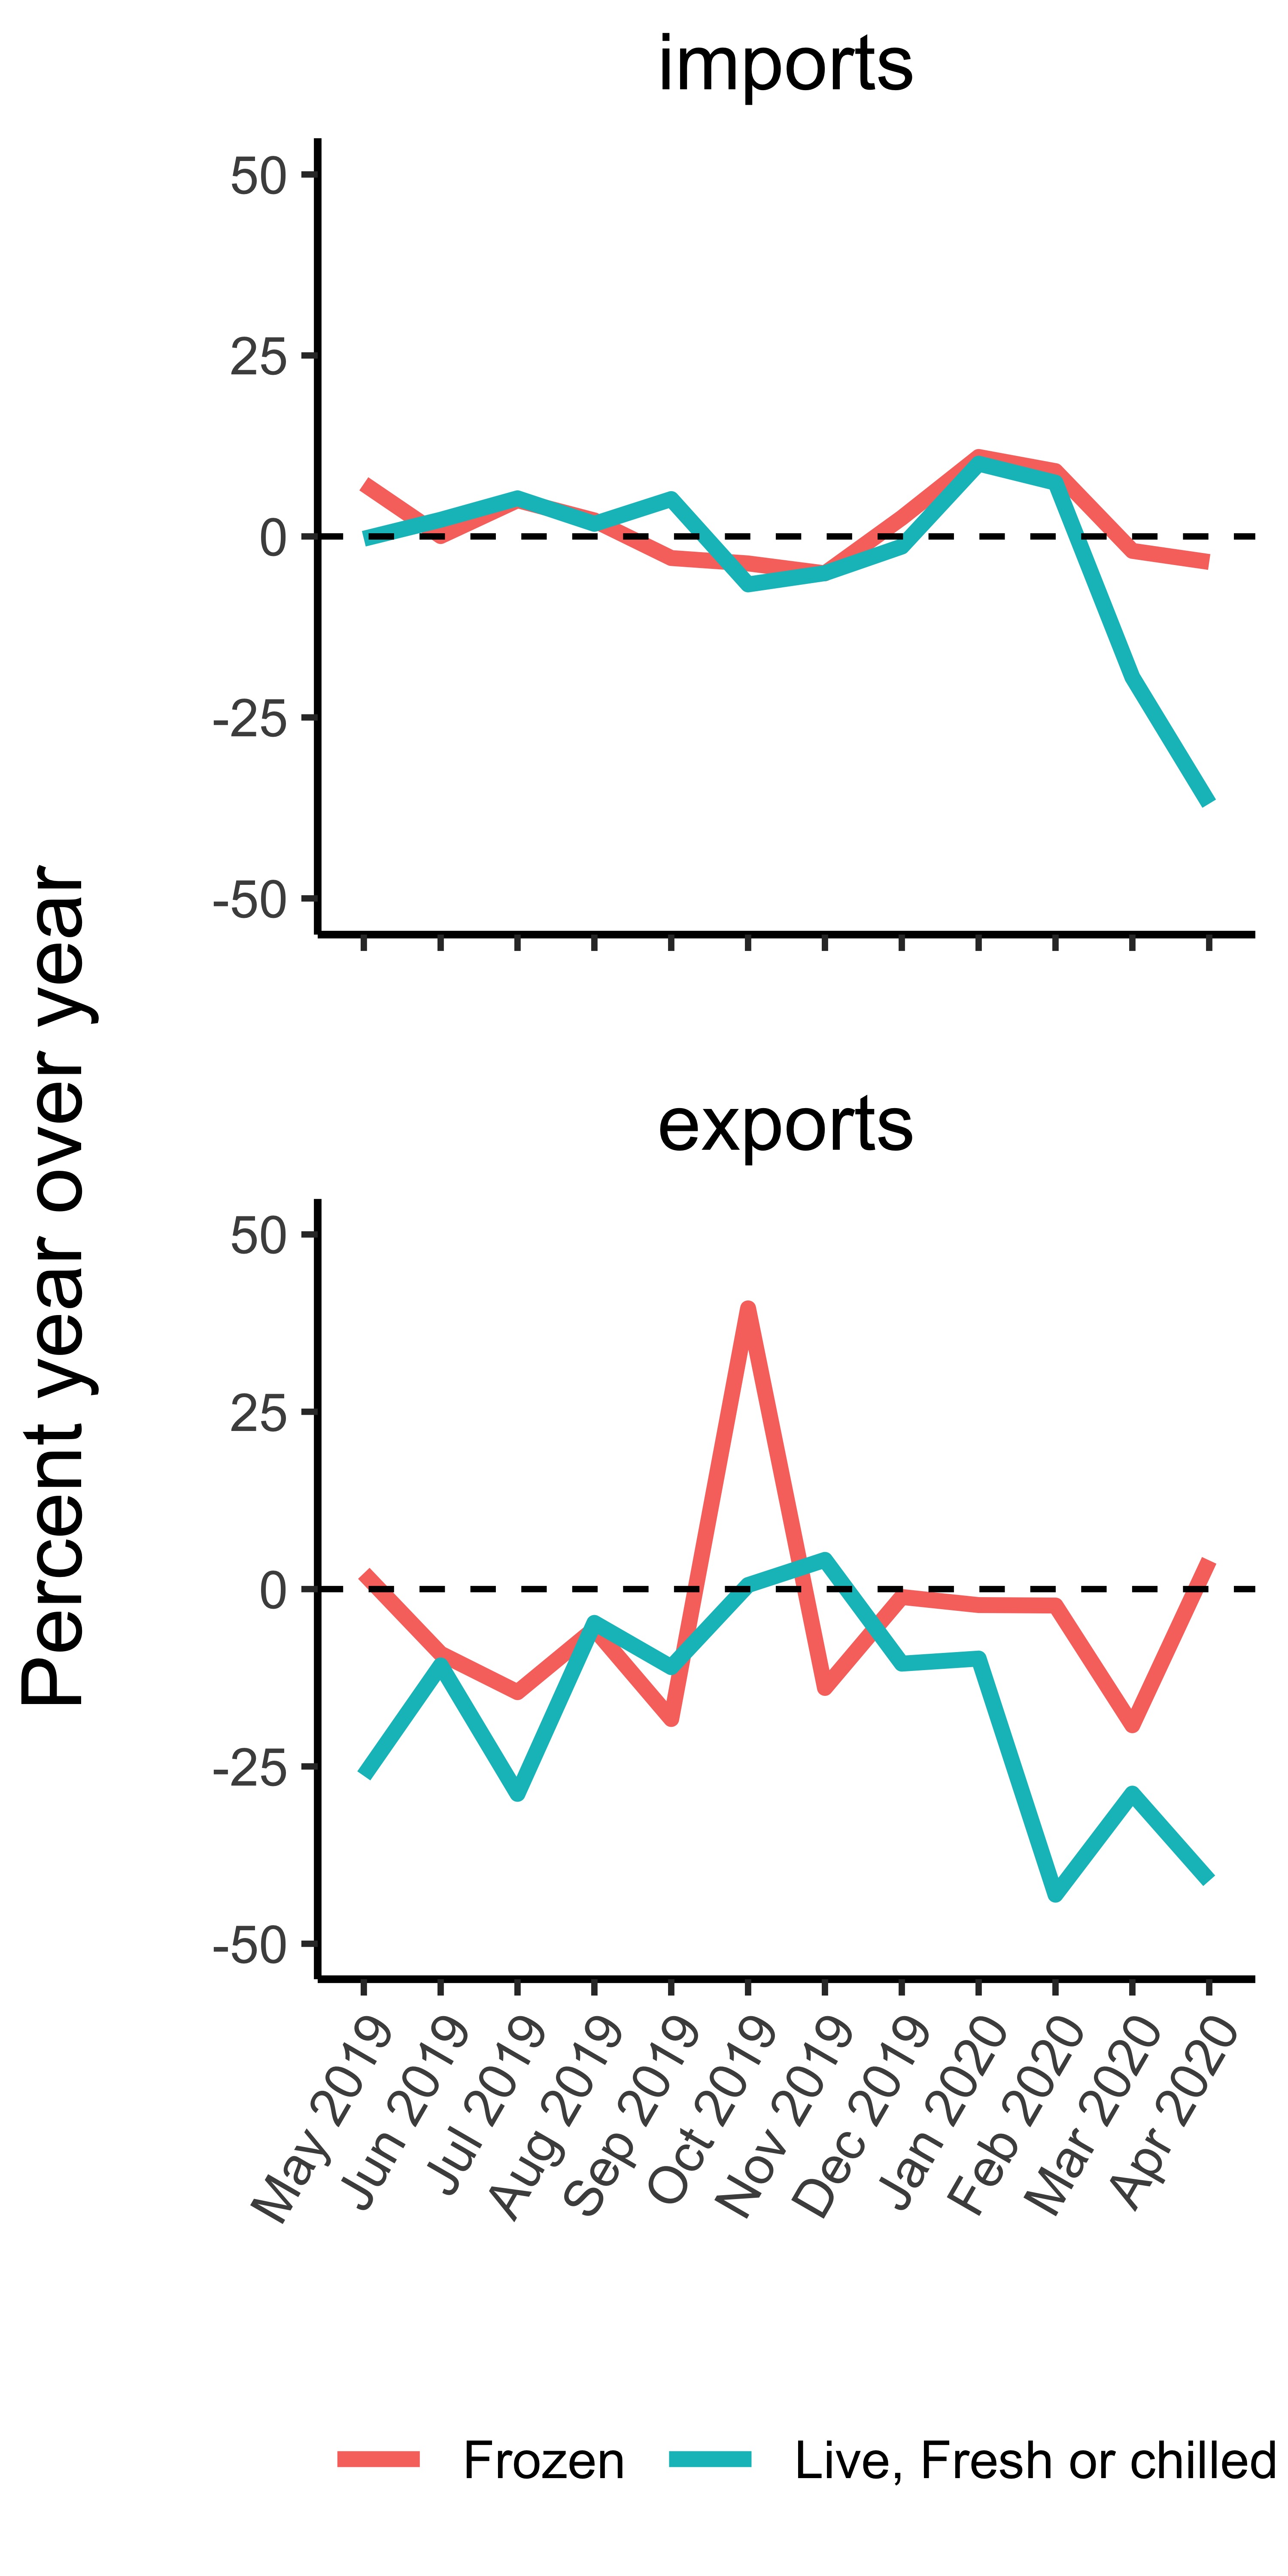 imports
50
25
0
-25
-50
Percent year over year
exports
50
25
0
-25
-50
May 2019
Jun 2019
Jul 2019
Aug 2019
Sep 2019
Oct 2019
Nov 2019
Dec 2019
Jan 2020
Feb 2020
Mar 2020
Apr 2020
Frozen
Live, Fresh or chilled